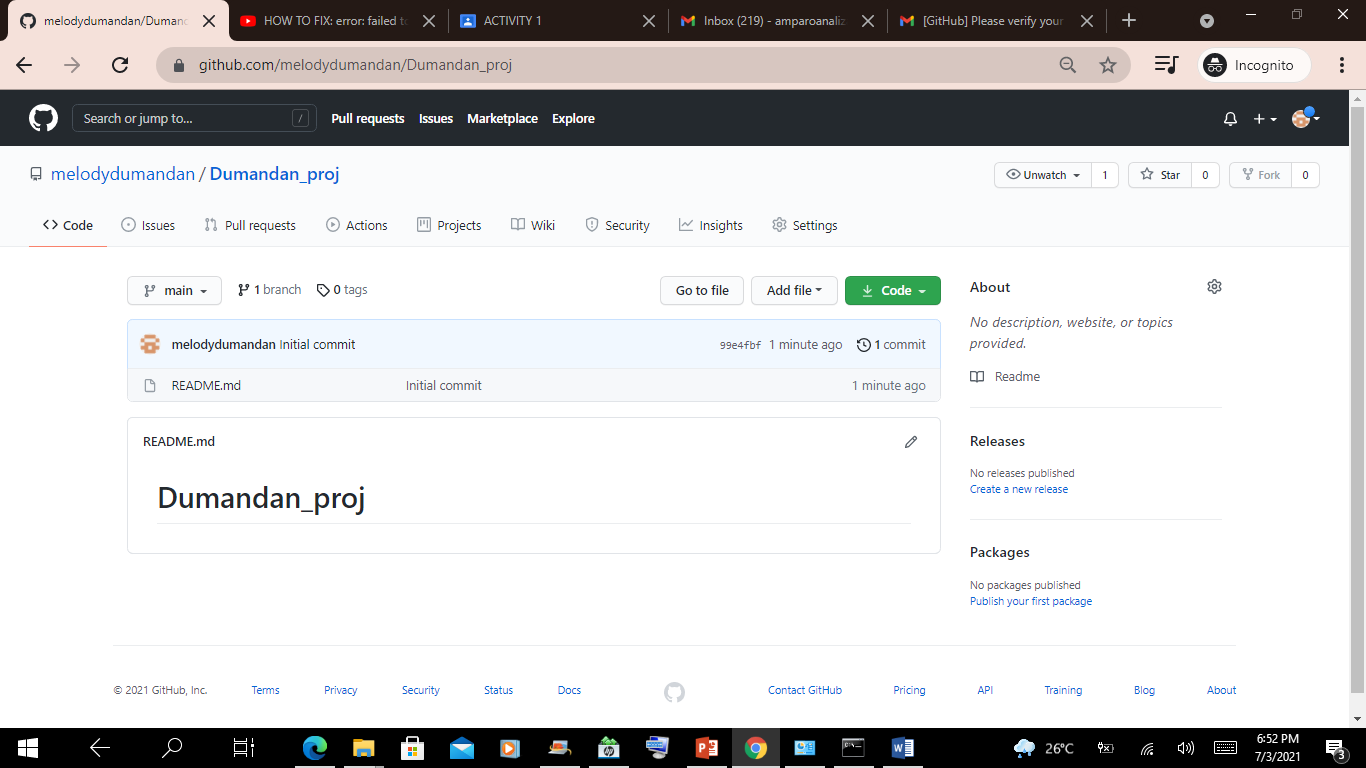 melodydumandan/Dumand
HOW TO FIX: error: failed to
ACTIVITY 1
Inbox (219) - amparoanaliz
[GitHub] Please verify your
github.com/melodydumandan/Dumandan_proj
Incognito
Search or jump to...
/
Pull requests
Issues
Marketplace
Explore
melodydumandan / Dumandan_proj
Unwatch 1
Star 0
Fork 0
Code
Issues
Pull requests
Actions
Projects
Wiki
Security
Insights
Settings
main
1 branch
0 tags
Go to file
Add file
Code
melodydumandan Initial commit
99e4fbf 1 minute ago
1 commit
README.md
Initial commit
1 minute ago
README.md
Dumandan_proj
About
No description, website, or topics
provided.
Readme
Releases
No releases published
Create a new release
Packages
No packages published
Publish your first package
© 2021 GitHub, Inc.
Terms
Privacy
Security
Status
Docs
Contact GitHub
Pricing
API
Training
Blog
About
26°C
6:52 PM
7/3/2021
3